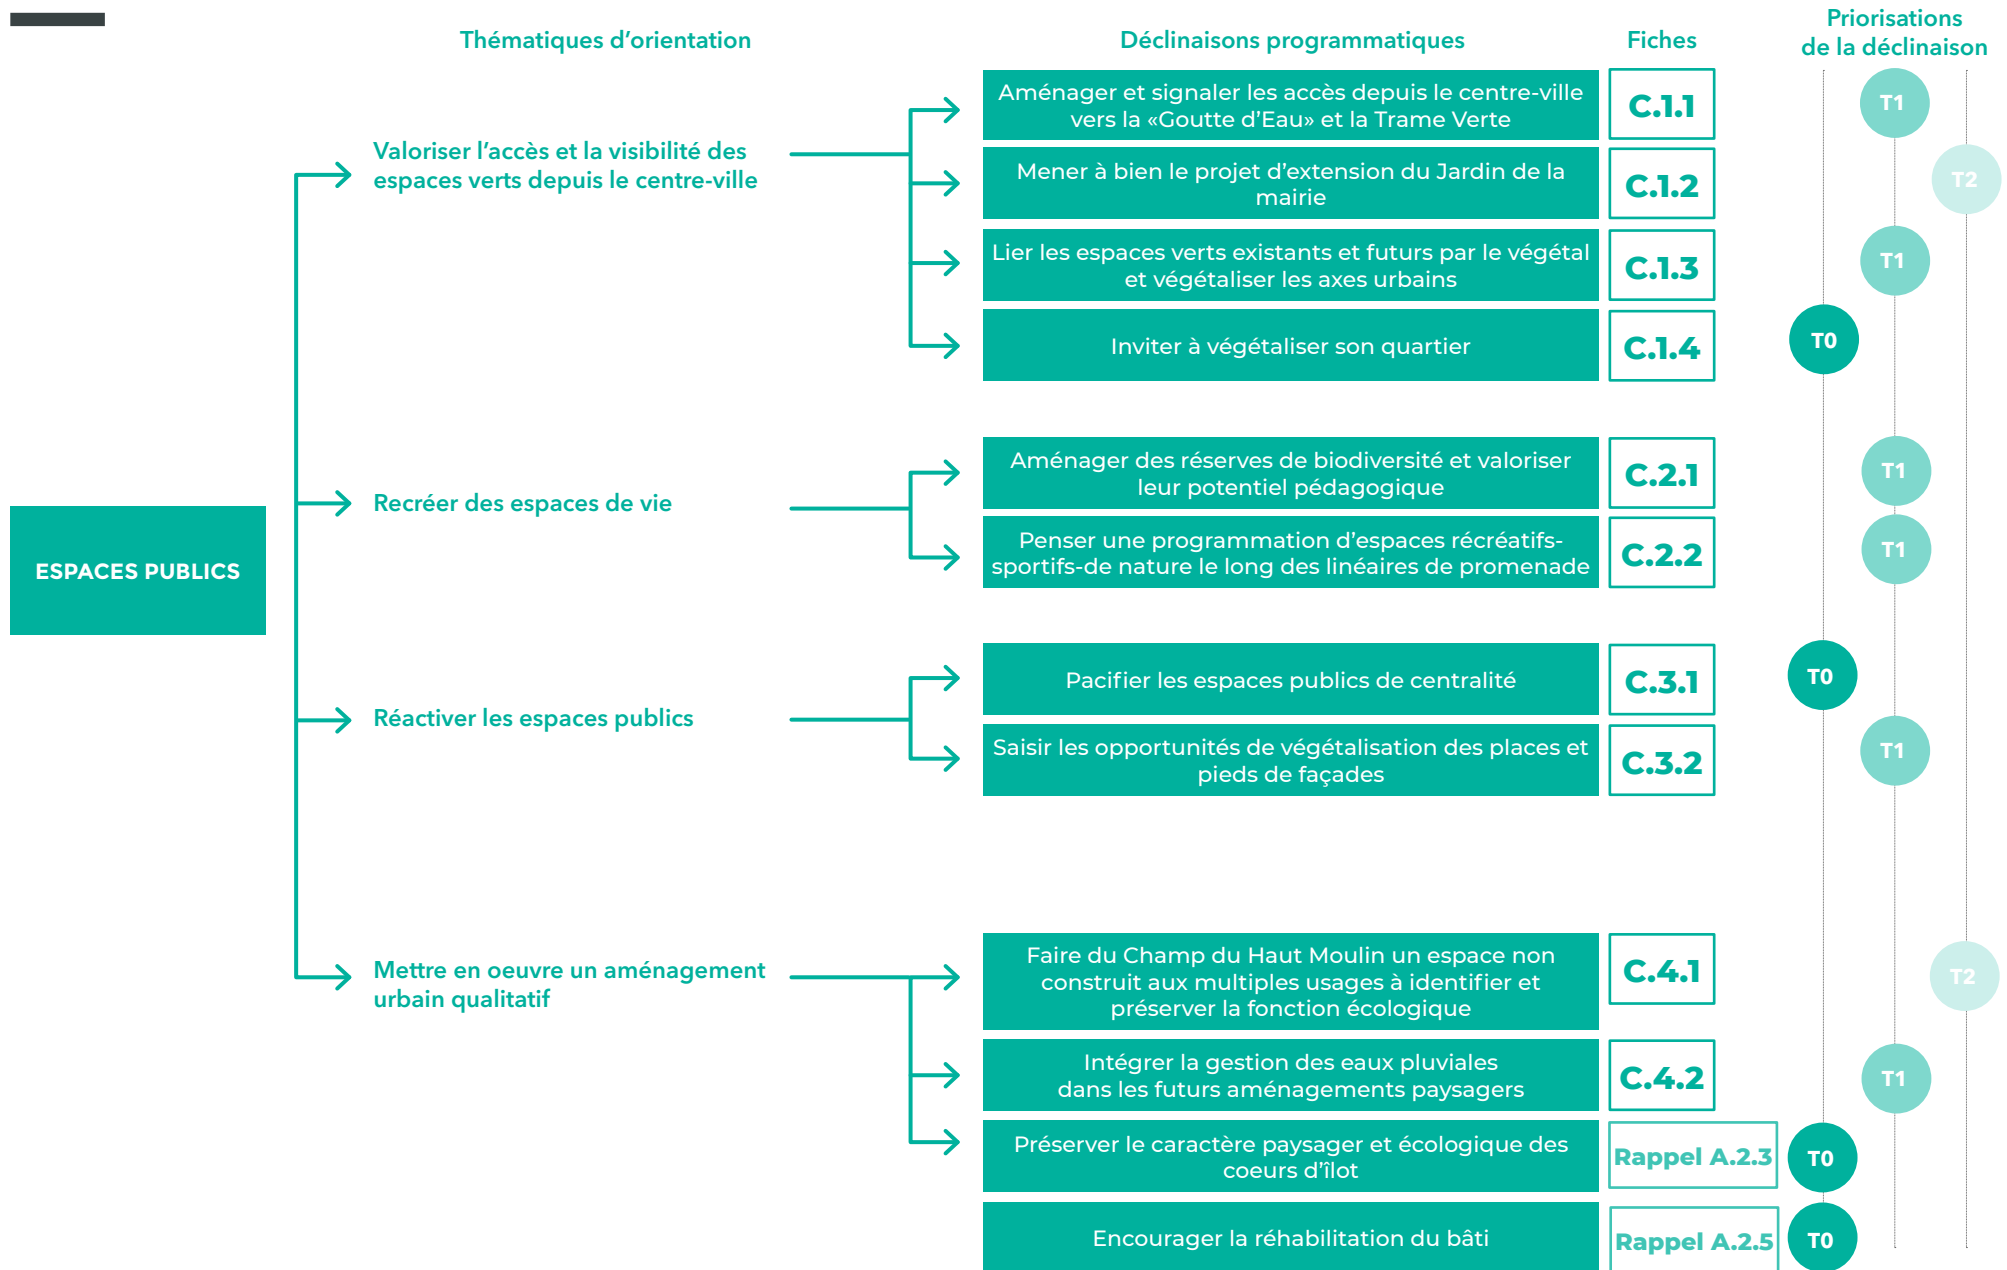 Thématiques d'orientation
Déclinaisons programmatiques
Fiches
Priorisations
de la déclinaison
ESPACES PUBLICS
Valoriser l'accès et la visibilité des
espaces verts depuis le centre-ville
Aménager et signaler les accès depuis le centre-ville
vers la «Goutte d'Eau» et la Trame Verte
C.1.1
T1
Mener à bien le projet d'extension du Jardin de la
mairie
C.1.2
T2
Lier les espaces verts existants et futurs par le végétal
et végétaliser les axes urbains
C.1.3
T1
Inviter à végétaliser son quartier
C.1.4
T0
Recréer des espaces de vie
Aménager des réserves de biodiversité et valoriser
leur potentiel pédagogique
C.2.1
T1
Penser une programmation d'espaces récréatifs-
sportifs-de nature le long des linéaires de promenade
C.2.2
T1
Réactiver les espaces publics
Pacifier les espaces publics de centralité
C.3.1
T0
Saisir les opportunités de végétalisation des places et
pieds de façades
C.3.2
T1
Mettre en oeuvre un aménagement
urbain qualitatif
Faire du Champ du Haut Moulin un espace non
construit aux multiples usages à identifier et
préserver la fonction écologique
C.4.1
T2
Intégrer la gestion des eaux pluviales
dans les futurs aménagements paysagers
C.4.2
T1
Préserver le caractère paysager et écologique des
coeurs d'îlot
Rappel A.2.3
T0
Encourager la réhabilitation du bâti
Rappel A.2.5
T0